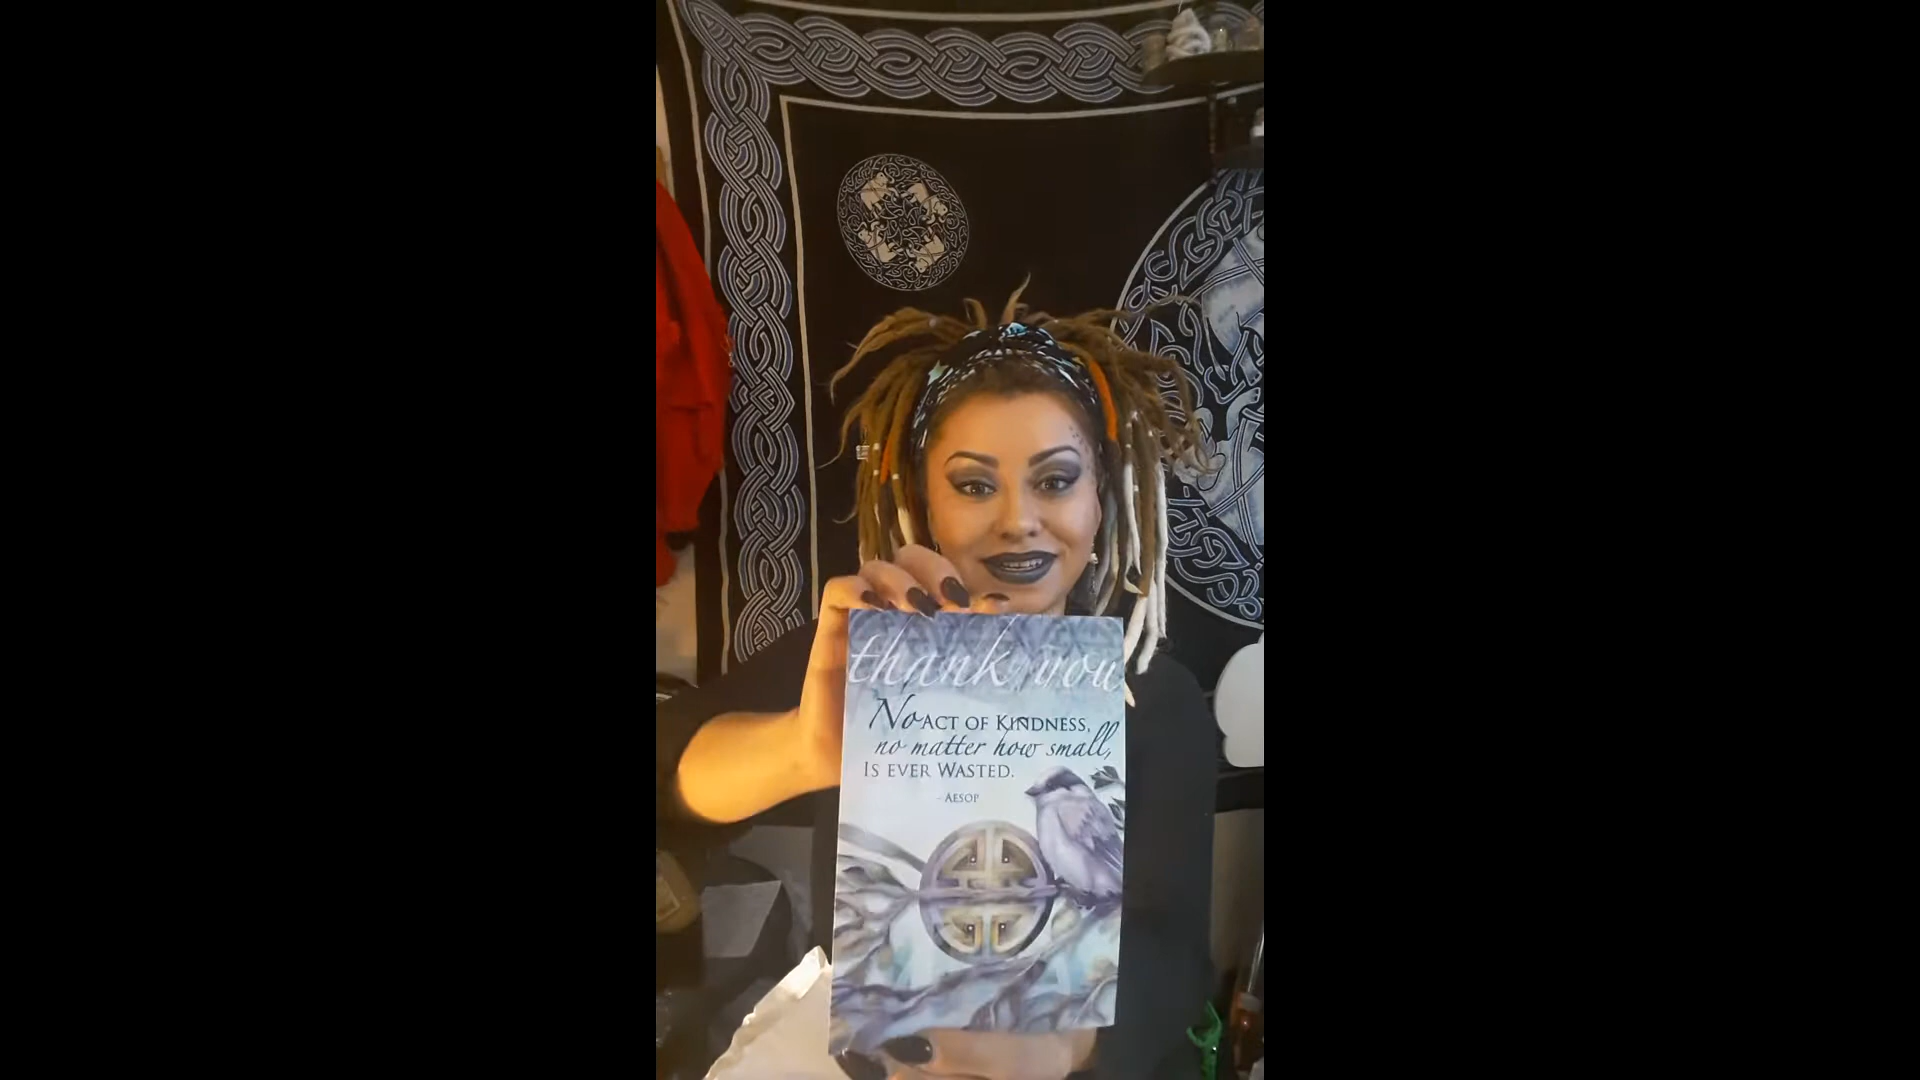 thank you
No ACT OF KINDNESS,
no matter how small,
IS EVER WASTED.
- AESOP